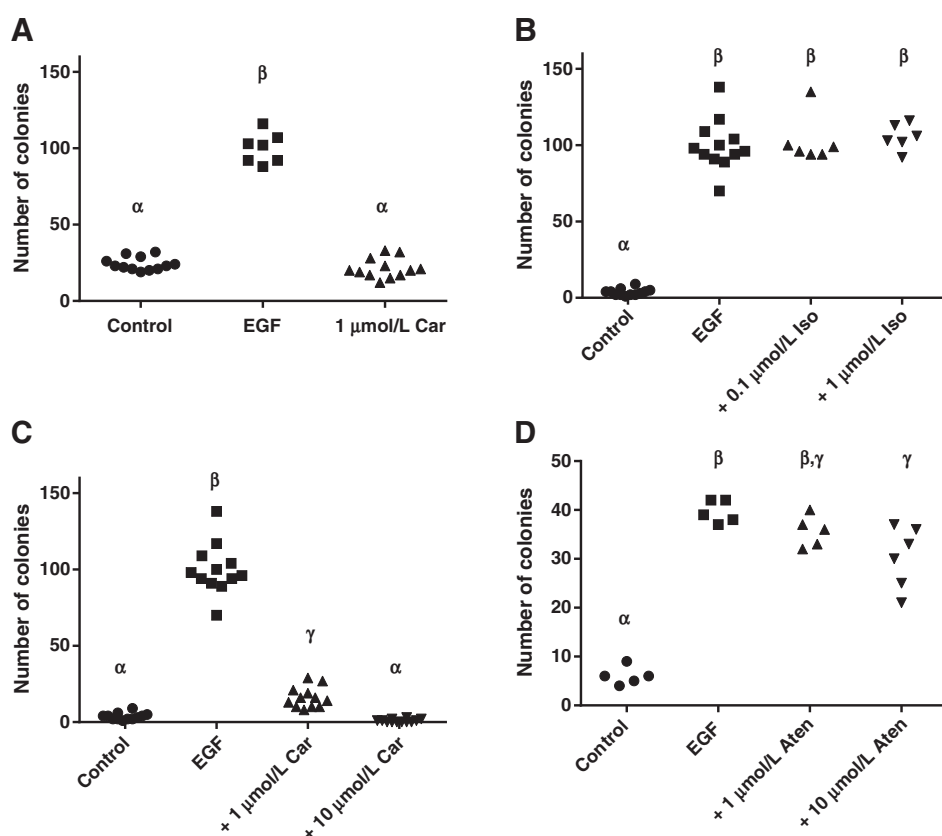 A
Number of colonies
150
100
50
0
α
β
α
Control
EGF
1 μmol/L Car
B
Number of colonies
150
100
50
0
α
β
β
β
Control
EGF
+ 0.1 μmol//L Iso
+ 1 μmol/L Iso
C
Number of colonies
150
100
50
0
α
β
γ
α
Control
EGF
+ 1 μmol/L Car
+ 10 μmol/L Car
D
Number of colonies
50
40
30
20
10
0
α
β
β,γ
γ
Control
EGF
+ 1 μmol/L Aten
+ 10 μmol/L Aten